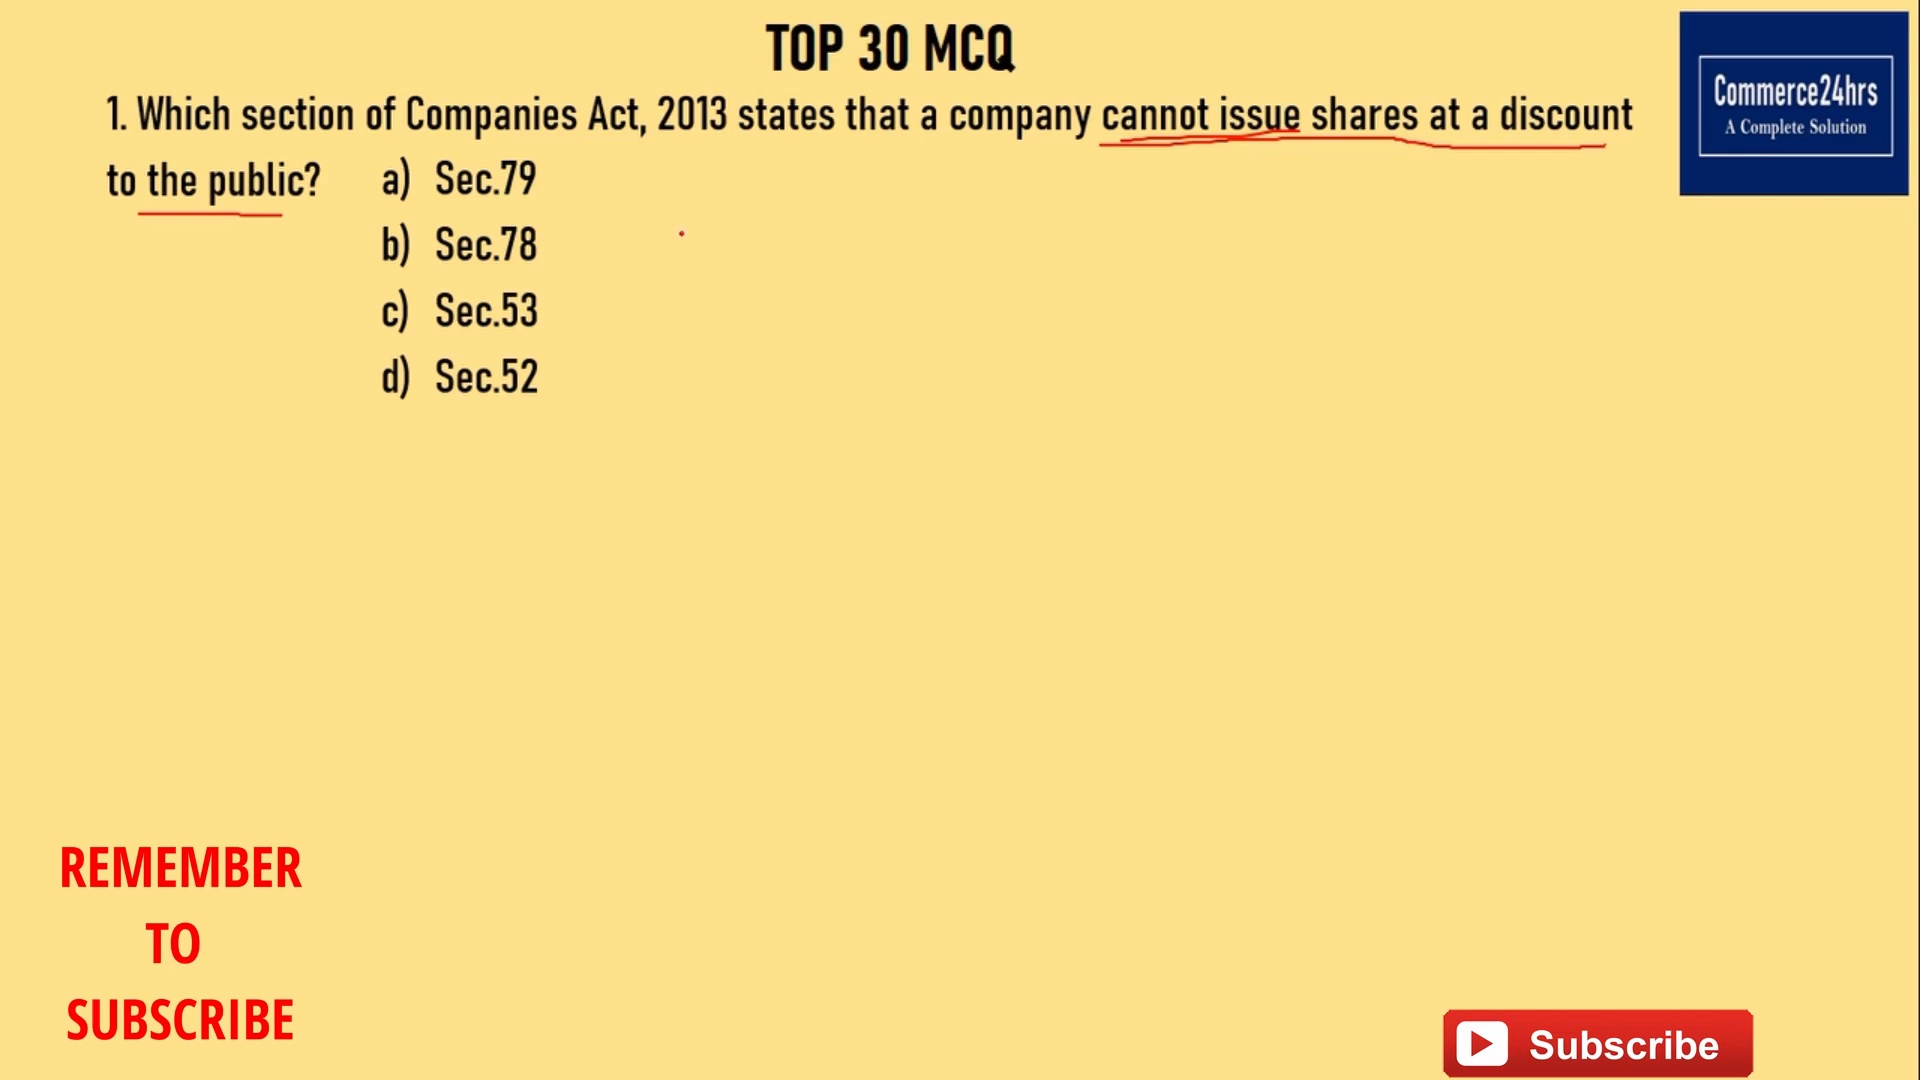 TOP 30 MCQ
1. Which section of Companies Act, 2013 states that a company cannot issue shares at a discount
to the public? a) Sec.79
b) Sec.78
c) Sec.53
d) Sec.52
Commerce24hrs
A Complete Solution
REMEMBER
TO
SUBSCRIBE
Subscribe